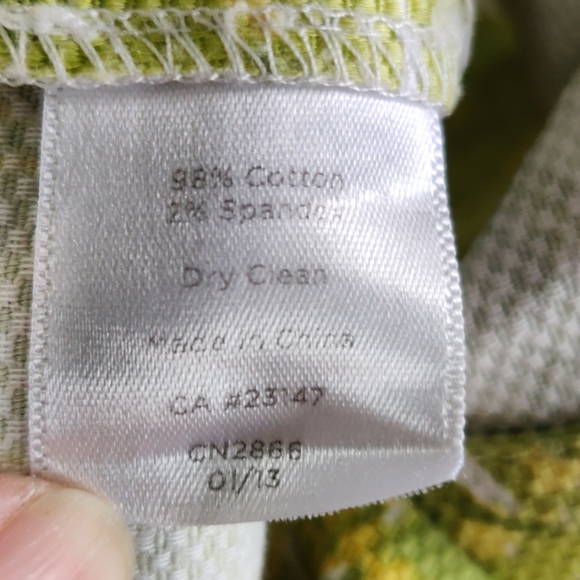 98% Cotton
2% Spandex
Dry Clean
Made in China
CA #23147
CN2866
01/13